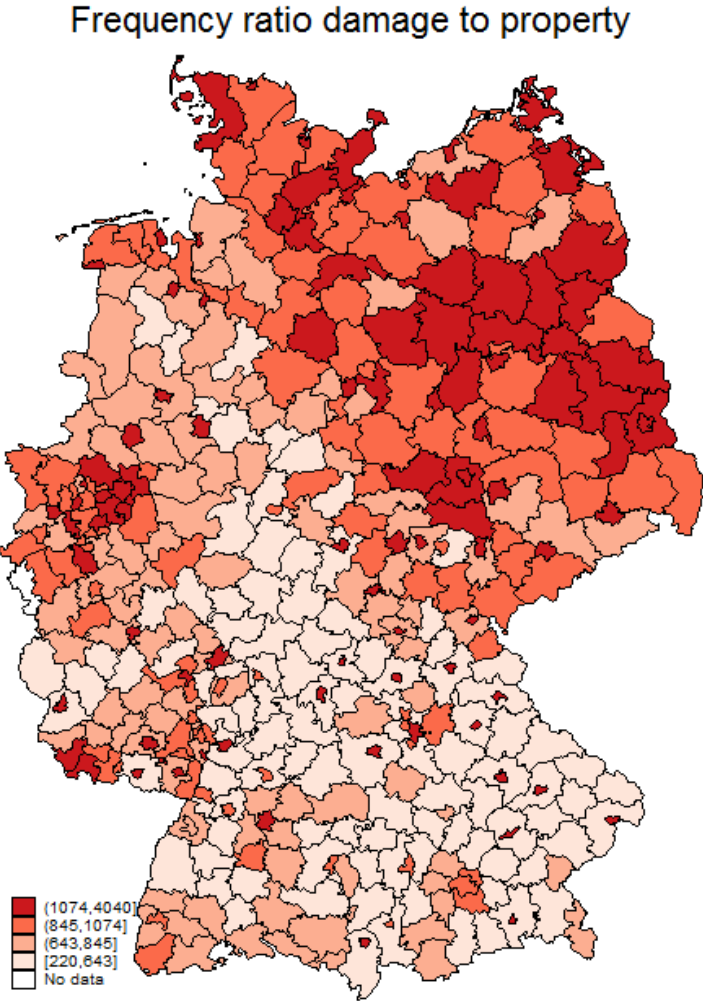 Frequency ratio damage to property
(1074,4040]
(845,1074]
(643,845]
[220,643]
No data